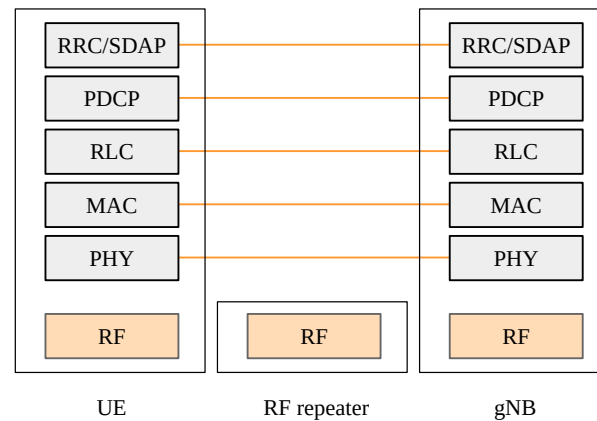 RRC/SDAP RRC/SDAP
PDCP PDCP
RLC RLC
MAC MAC
PHY PHY
RF RF RF
UE RF repeater gNB